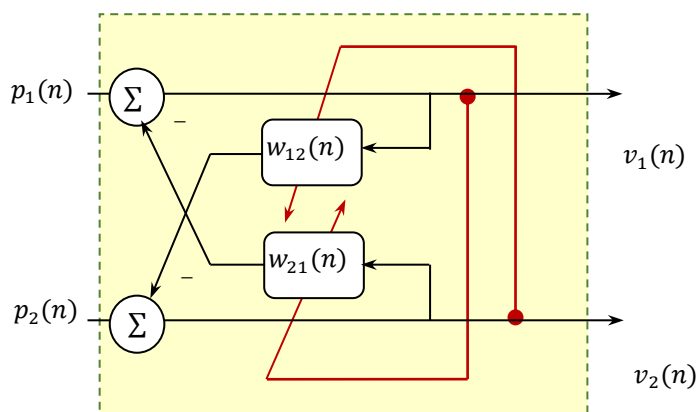 p₁(n)
Σ
−
w₁₂(n)
v₁(n)
w₂₁(n)
−
p₂(n)
Σ
v₂(n)